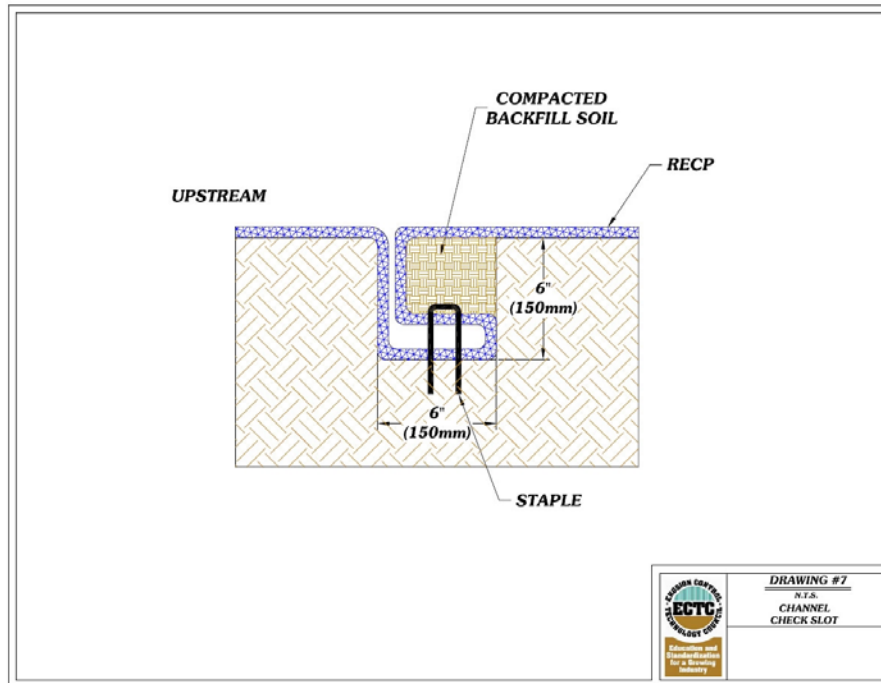 COMPACTED
BACKFILL SOIL
RECP
UPSTREAM
6"
(150mm)
6"
(150mm)
STAPLE
EROSION CONTROL
ECTC
TECHNOLOGY COUNCIL
Education and
Standardization
for a Growing
Industry
DRAWING #7
N.T.S.
CHANNEL
CHECK SLOT